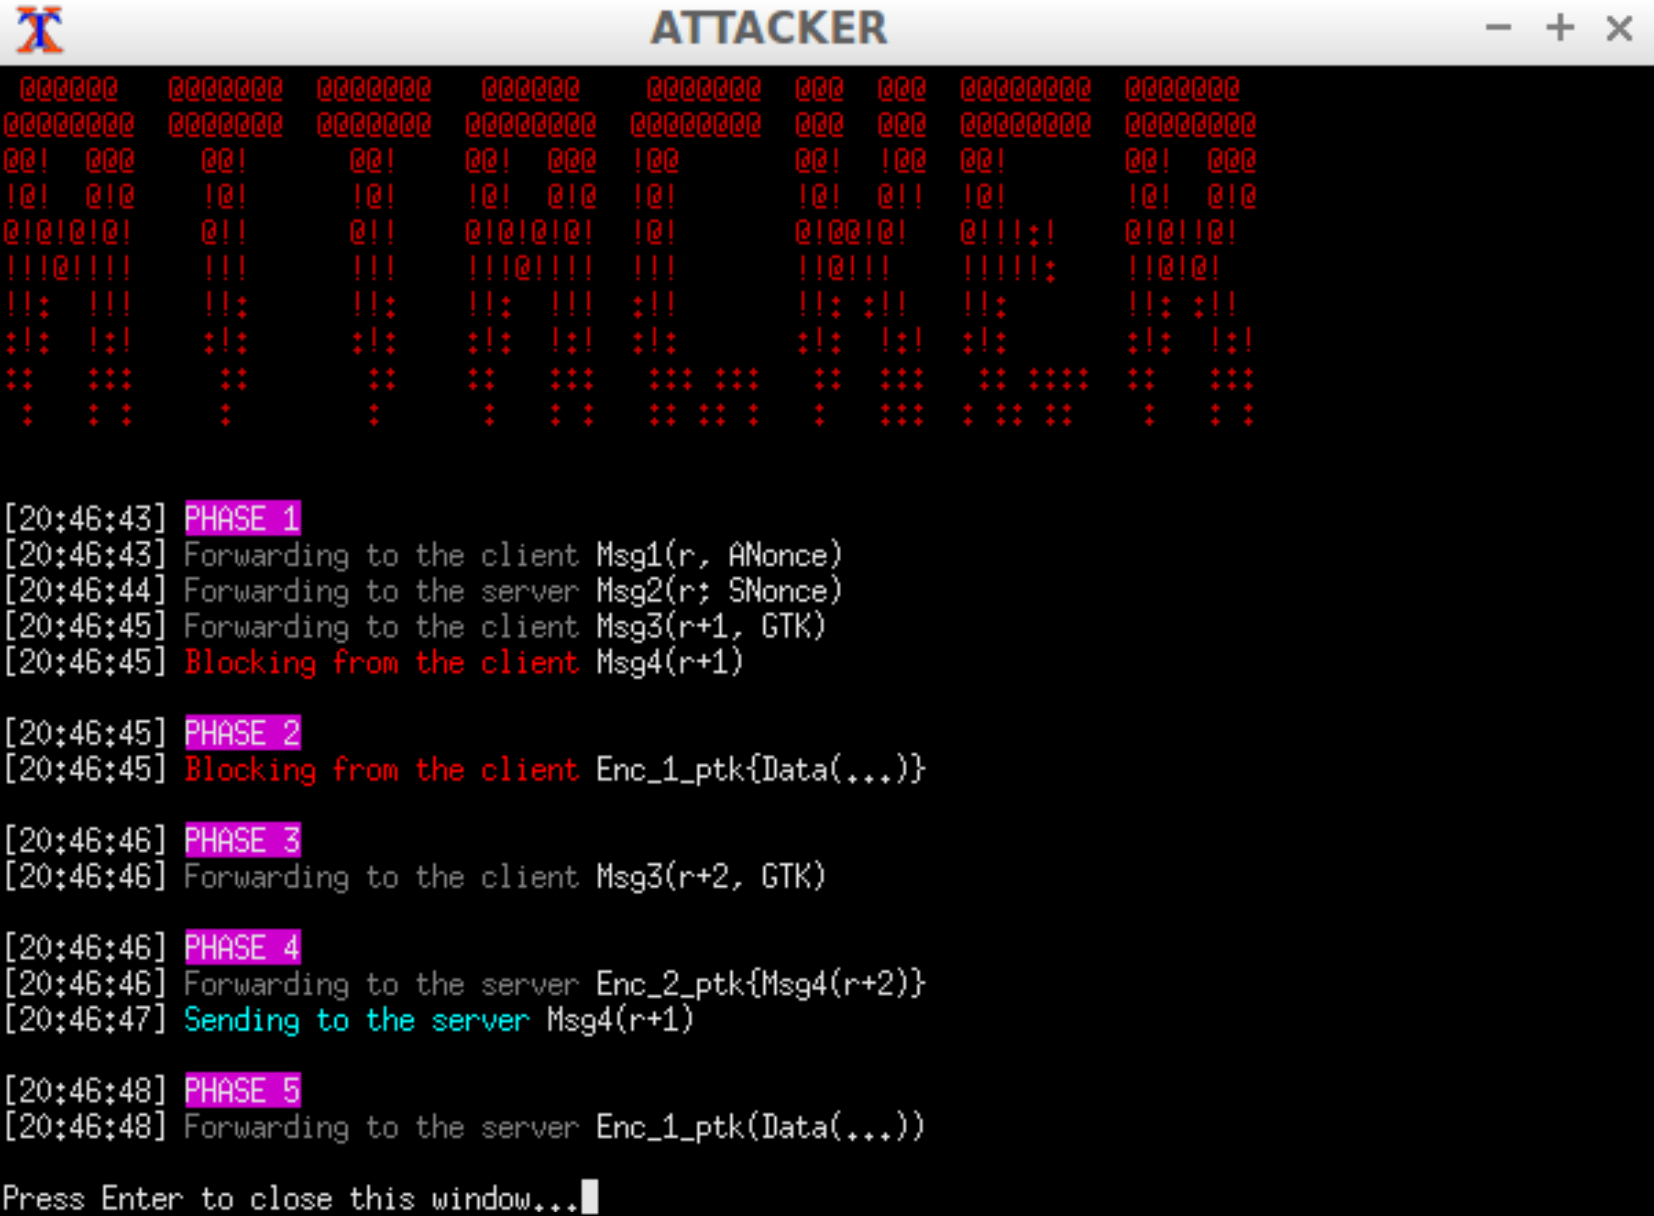 ATTACKER
ATTACKER
[20:46:43] PHASE 1
[20:46:43] Forwarding to the client Msg1(r, ANonce)
[20:46:44] Forwarding to the server Msg2(r; SNonce)
[20:46:45] Forwarding to the client Msg3(r+1, GTK)
[20:46:45] Blocking from the client Msg4(r+1)
[20:46:45] PHASE 2
[20:46:45] Blocking from the client Enc_1_ptk{Data(...)}
[20:46:46] PHASE 3
[20:46:46] Forwarding to the client Msg3(r+2, GTK)
[20:46:46] PHASE 4
[20:46:46] Forwarding to the server Enc_2_ptk{Msg4(r+2)}
[20:46:47] Sending to the server Msg4(r+1)
[20:46:48] PHASE 5
[20:46:48] Forwarding to the server Enc_1_ptk(Data(...))
Press Enter to close this window...